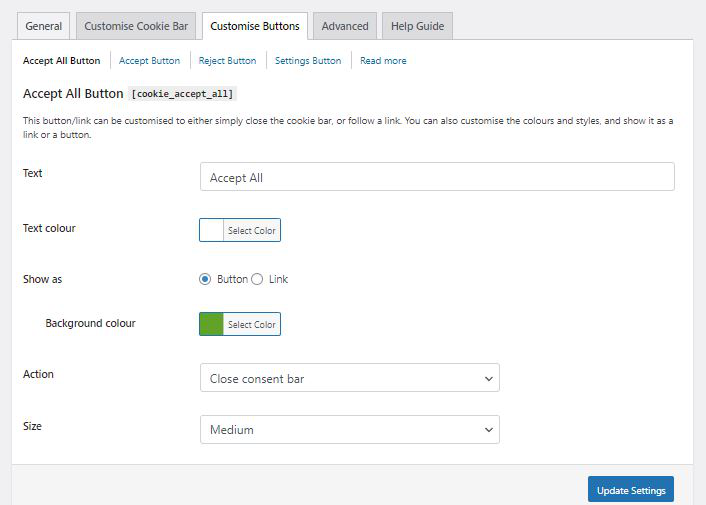 General Customise Cookie Bar Customise Buttons Advanced Help Guide
Accept All Button Accept Button Reject Button Settings Button Read more
Accept All Button [cookie_accept_all]
This button/link can be customised to either simply close the cookie bar, or follow a link. You can also customise the colours and styles, and show it as a
link or a button.
Text Accept All
Text colour Select Color
Show as Button Link
Background colour Select Color
Action Close consent bar
Size Medium
Update Settings